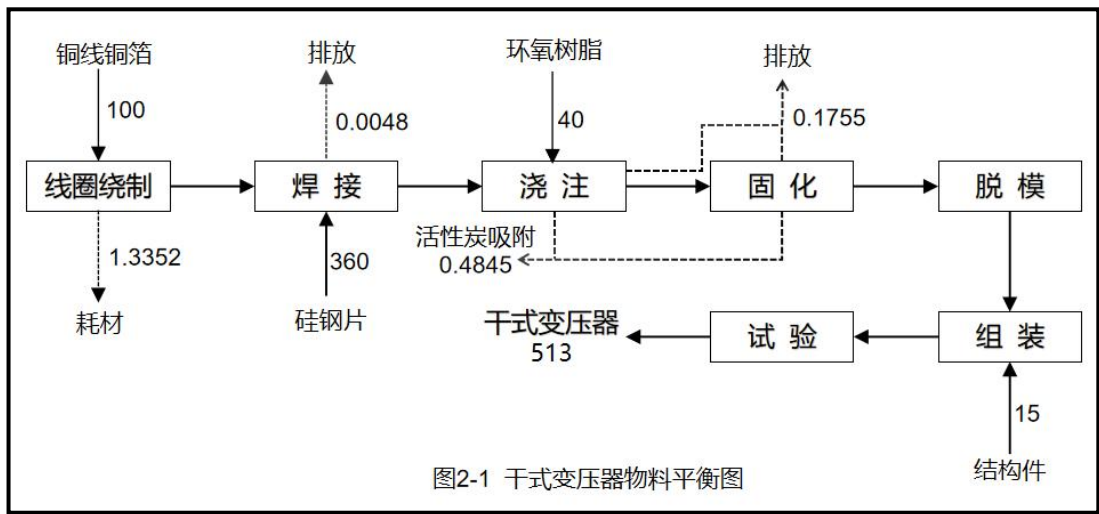 铜线铜箔
排放
环氧树脂
排放
100
0.0048
40
0.1755
线圈绕制
焊接
浇注
固化
脱模
1.3352
360
活性炭吸附
0.4845
耗材
硅钢片
干式变压器
513
试验
组装
15
结构件
图2-1 干式变压器物料平衡图